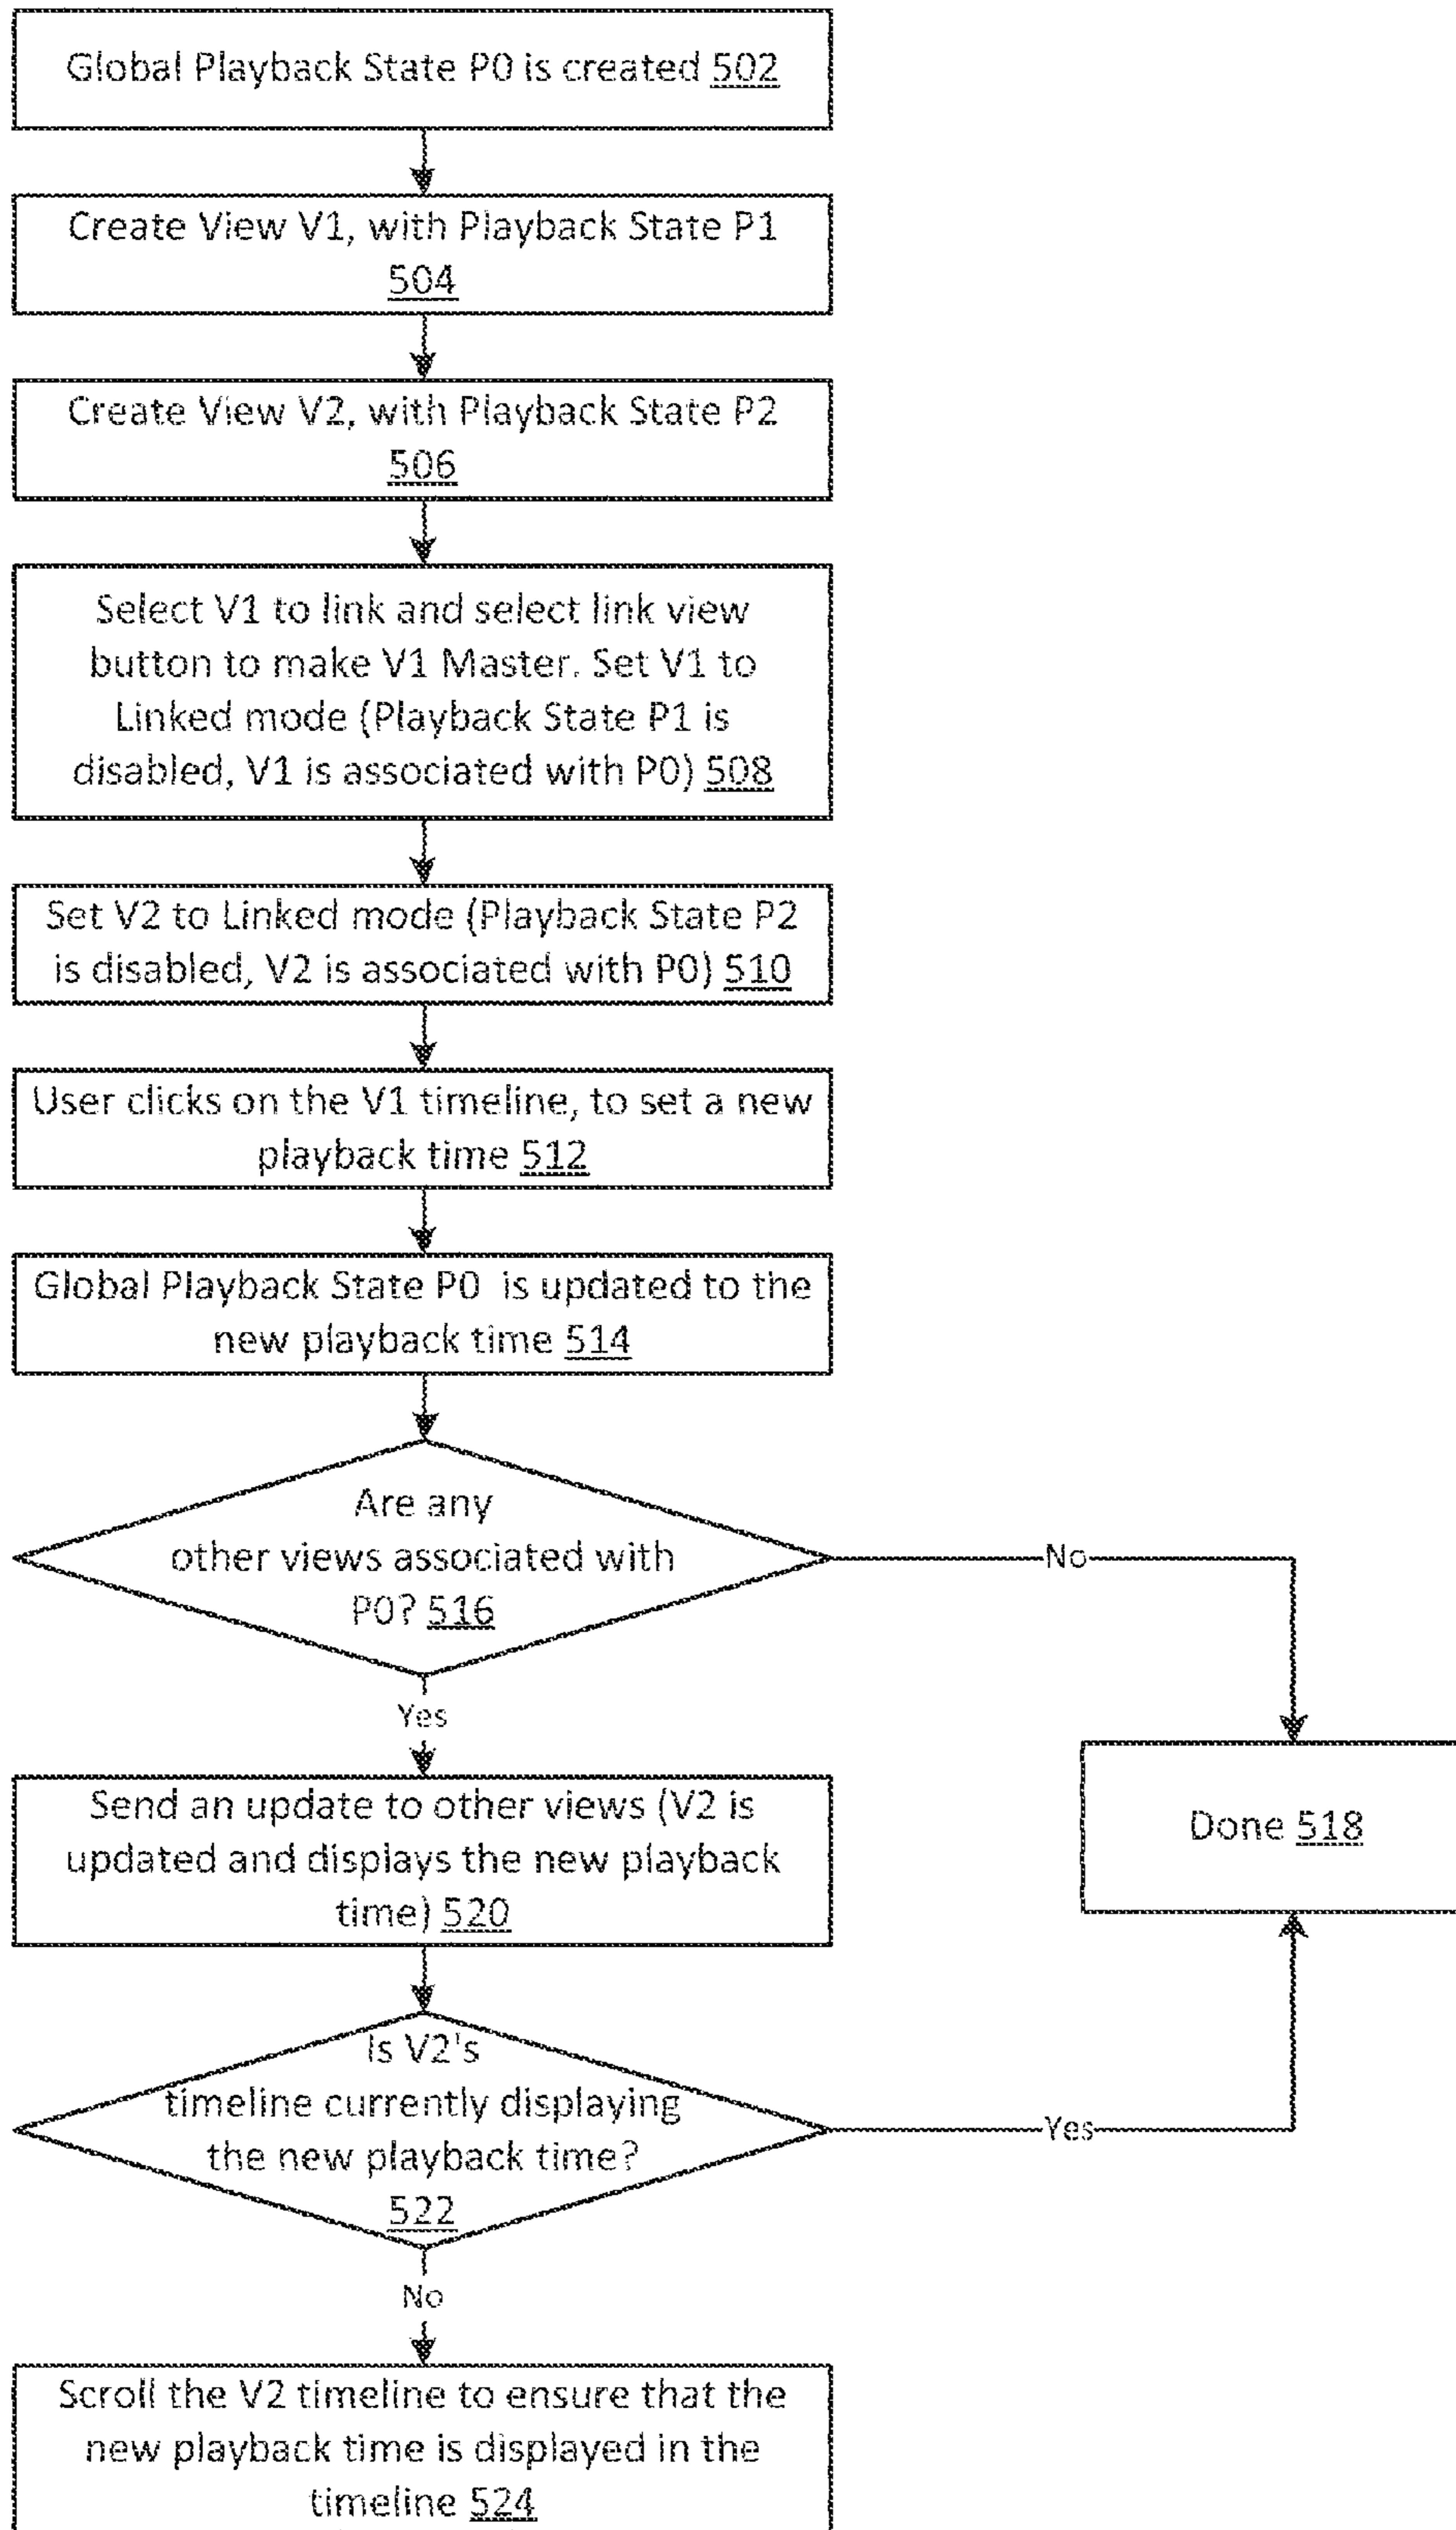 Global Playback State P0 is created 502
Create View V1, with Playback State P1
504
Create View V2, with Playback State P2
506
Select V1 to link and select link view
button to make V1 Master. Set V1 to
Linked mode (Playback State P1 is
disabled, V1 is associated with P0) 508
Set V2 to Linked mode (Playback State P2
is disabled, V2 is associated with P0) 510
User clicks on the V1 timeline, to set a new
playback time 512
Global Playback State P0 is updated to the
new playback time 514
Are any
other views associated with
P0? 516
No
Yes
Send an update to other views (V2 is
updated and displays the new playback
time) 520
Done 518
Is V2's
timeline currently displaying
the new playback time?
522
Yes
No
Scroll the V2 timeline to ensure that the
new playback time is displayed in the
timeline 524